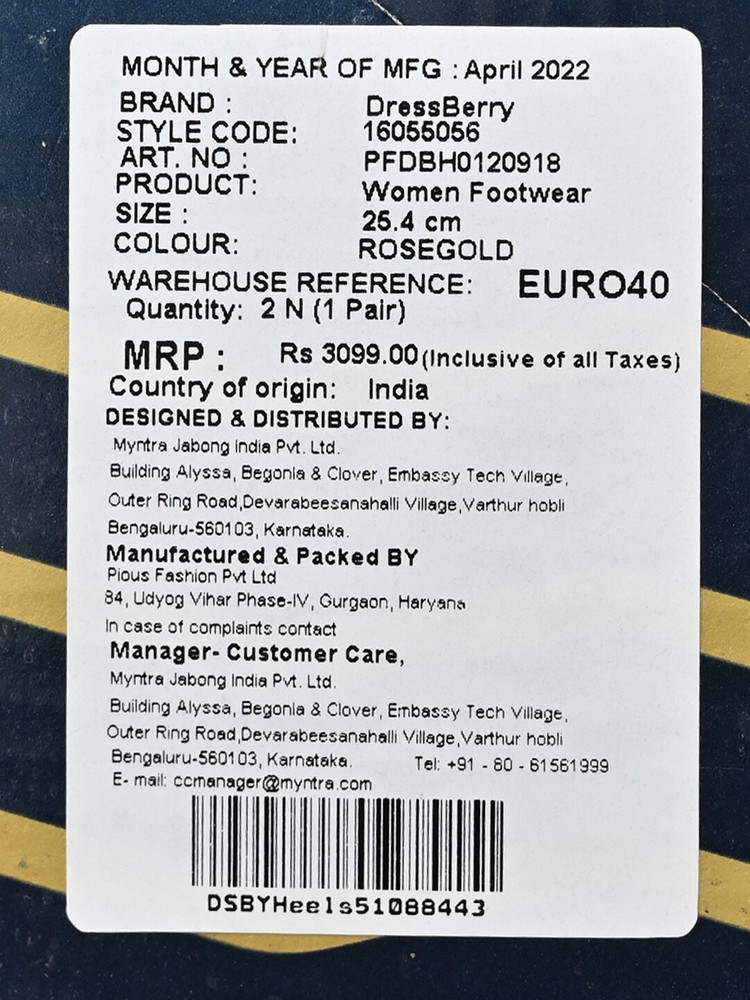 MONTH & YEAR OF MFG : April 2022
BRAND : DressBerry
STYLE CODE: 16055056
ART. NO : PFDBH0120918
PRODUCT: Women Footwear
SIZE : 25.4 cm
COLOUR: ROSEGOLD
WAREHOUSE REFERENCE: EURO40
Quantity: 2 N (1 Pair)
MRP : Rs 3099.00 (Inclusive of all Taxes)
Country of origin: India
DESIGNED & DISTRIBUTED BY:
Myntra Jabong India Pvt. Ltd.
Building Alyssa, Begonia & Clover, Embassy Tech Village,
Outer Ring Road,Devarabeesanahalli Village,Varthur hobli
Bengaluru-560103, Karnataka.
Manufactured & Packed BY
Pious Fashion Pvt Ltd
84, Udyog Vihar Phase-IV, Gurgaon, Haryana
In case of complaints contact
Manager- Customer Care,
Myntra Jabong India Pvt. Ltd.
Building Alyssa, Begonia & Clover, Embassy Tech Village,
Outer Ring Road,Devarabeesanahalli Village,Varthur hobli
Bengaluru-560103, Karnataka. Tel: +91 - 80 - 61561999
E- mail: ccmanager@myntra.com
DSBYHeels51088443